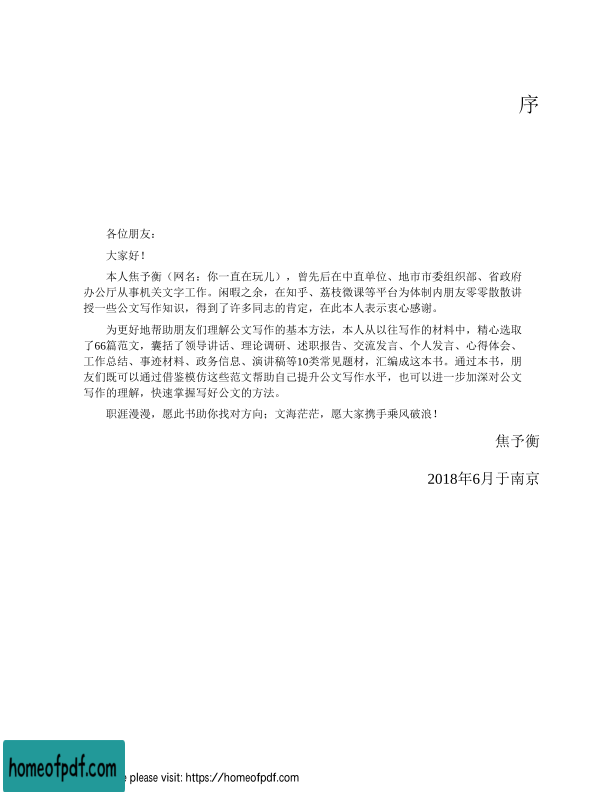 序
各位朋友：
大家好！
本人焦予衡（网名：你一直在玩儿），曾先后在中直单位、地市市委组织部、省政府
办公厅从事机关文字工作。闲暇之余，在知乎、荔枝微课等平台为体制内朋友零零散散讲
授一些公文写作知识，得到了许多同志的肯定，在此本人表示衷心感谢。
为更好地帮助朋友们理解公文写作的基本方法，本人从以往写作的材料中，精心选取
了66篇范文，囊括了领导讲话、理论调研、述职报告、交流发言、个人发言、心得体会、
工作总结、事迹材料、政务信息、演讲稿等10类常见题材，汇编成这本书。通过本书，朋
友们既可以通过借鉴模仿这些范文帮助自己提升公文写作水平，也可以进一步加深对公文
写作的理解，快速掌握写好公文的方法。
职涯漫漫，愿此书助你找对方向；文海茫茫，愿大家携手乘风破浪！
焦予衡
2018年6月于南京
homeofpdf.com
please visit: https://homeofpdf.com